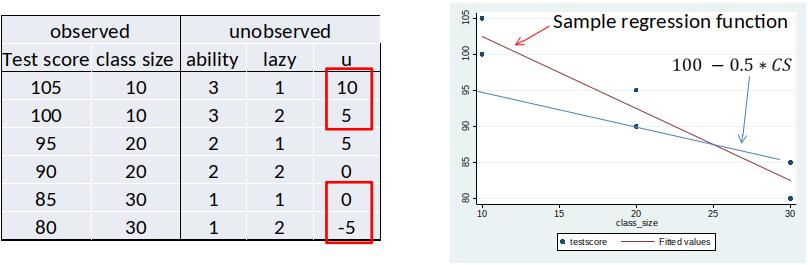 observed unobserved
Test score class size ability lazy u
105 10 3 1 10
100 10 3 2 5
95 20 2 1 5
90 20 2 2 0
85 30 1 1 0
80 30 1 2 -5
Sample regression function
100 − 0.5 * CS
105
100
95
90
85
80
10 15 20 25 30
class_size
testscore Fitted values